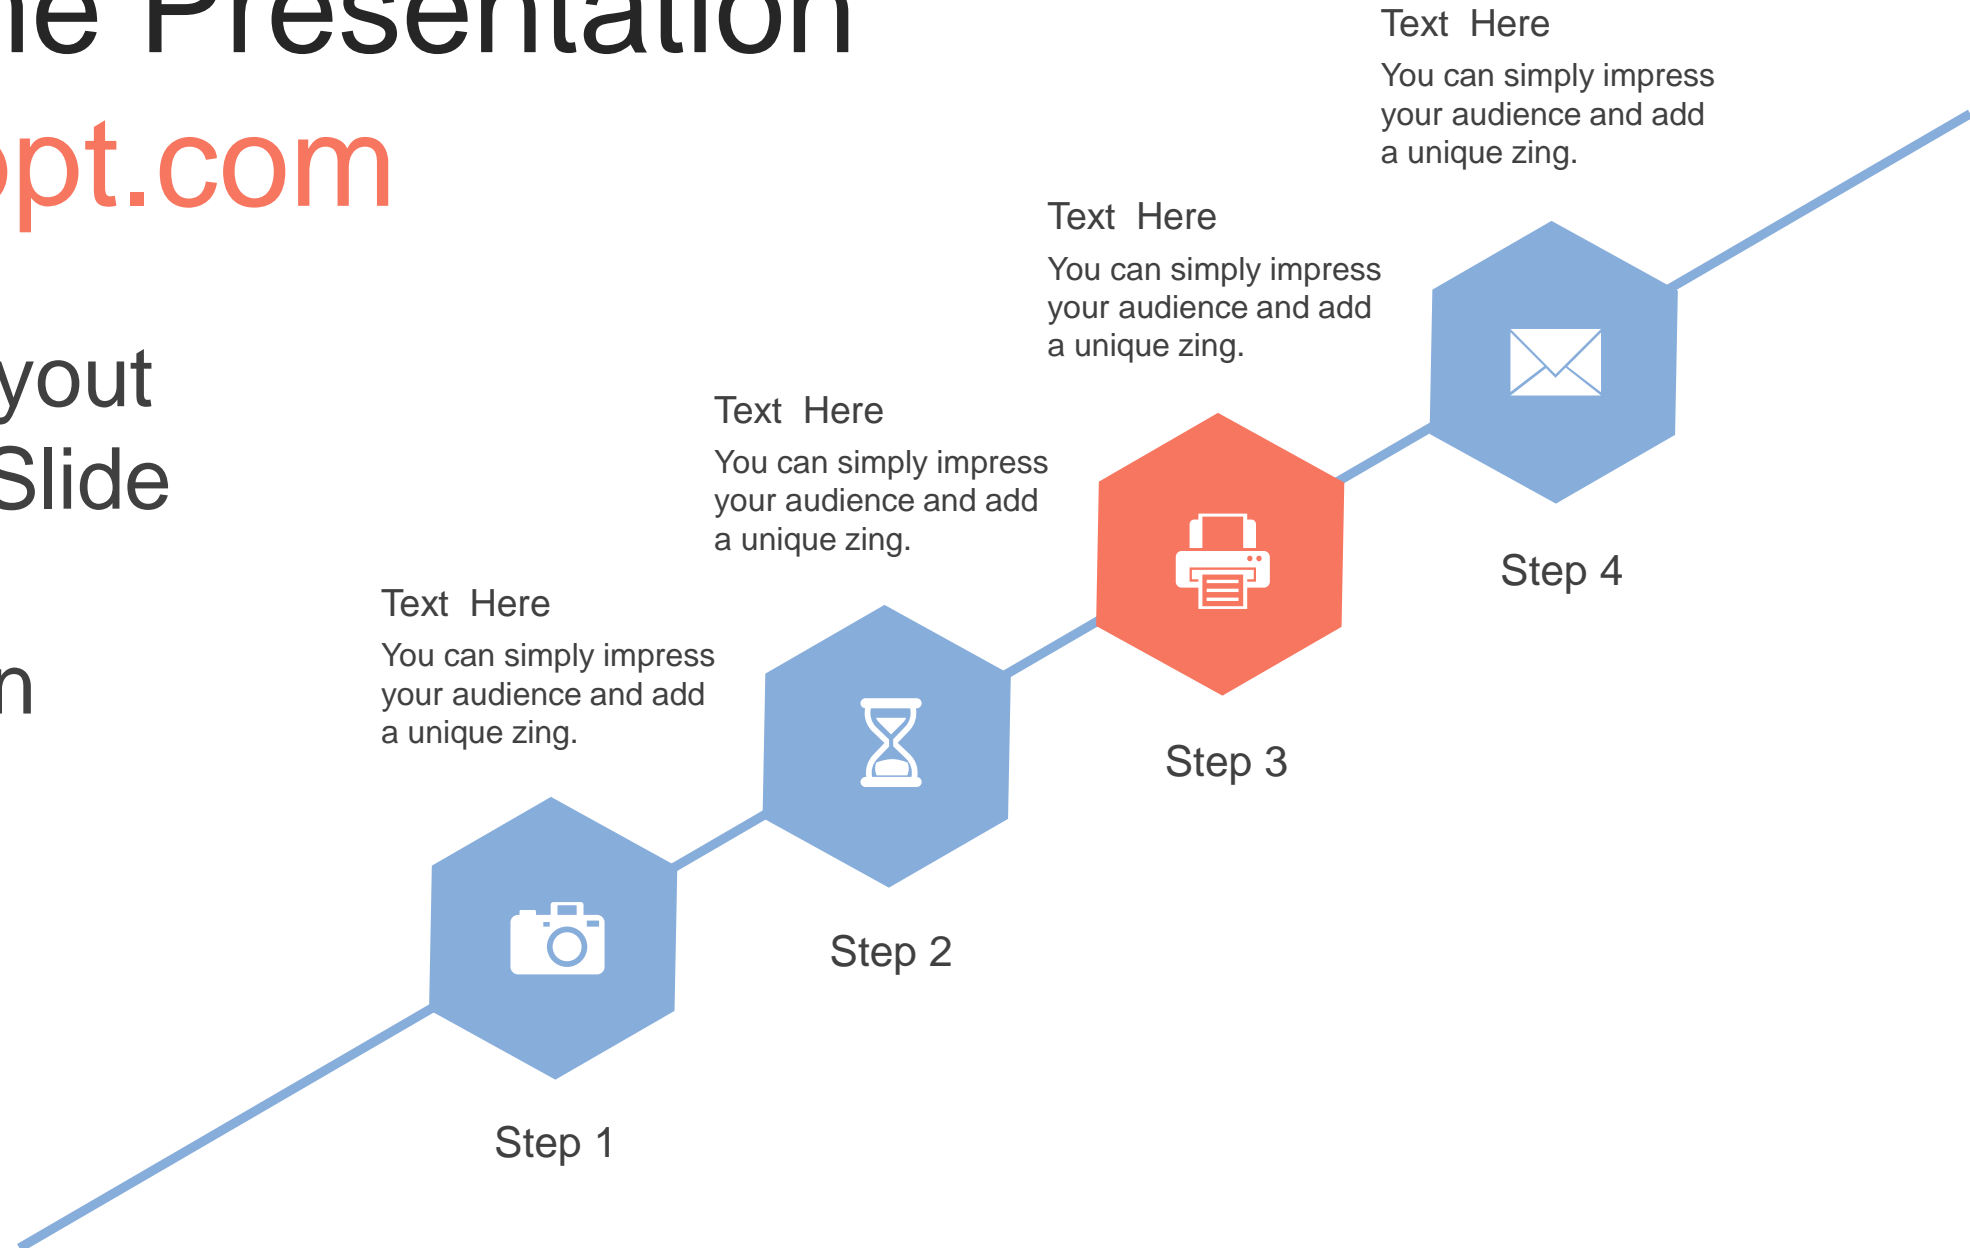 Presentation
.com
Slide
Text Here
You can simply impress
your audience and add
a unique zing.
Step 1
Text Here
You can simply impress
your audience and add
a unique zing.
Step 2
Text Here
You can simply impress
your audience and add
a unique zing.
Step 3
Text Here
You can simply impress
your audience and add
a unique zing.
Step 4